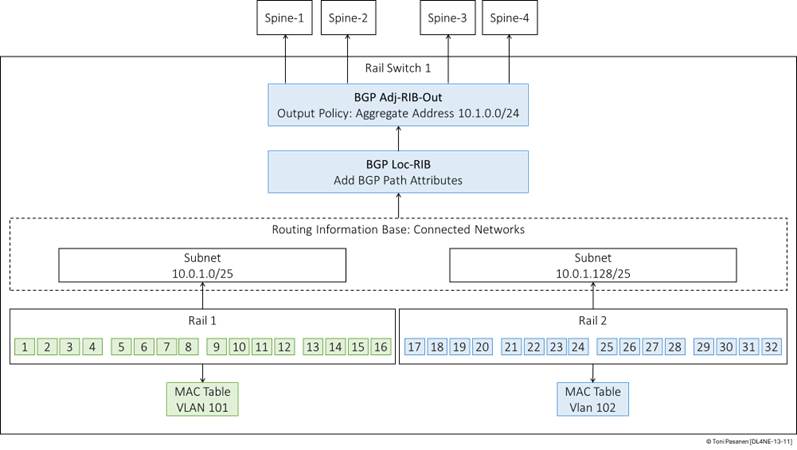 Spine-1 Spine-2 Spine-3 Spine-4
Rail Switch 1
BGP Adj-RIB-Out
Output Policy: Aggregate Address 10.1.0.0/24
BGP Loc-RIB
Add BGP Path Attributes
Routing Information Base: Connected Networks
Subnet
10.0.1.0/25
Subnet
10.0.1.128/25
Rail 1
1 2 3 4 5 6 7 8 9 10 11 12 13 14 15 16
Rail 2
17 18 19 20 21 22 23 24 25 26 27 28 29 30 31 32
MAC Table
VLAN 101
MAC Table
Vlan 102
© Toni Pasanen [DL4NE-13-11]